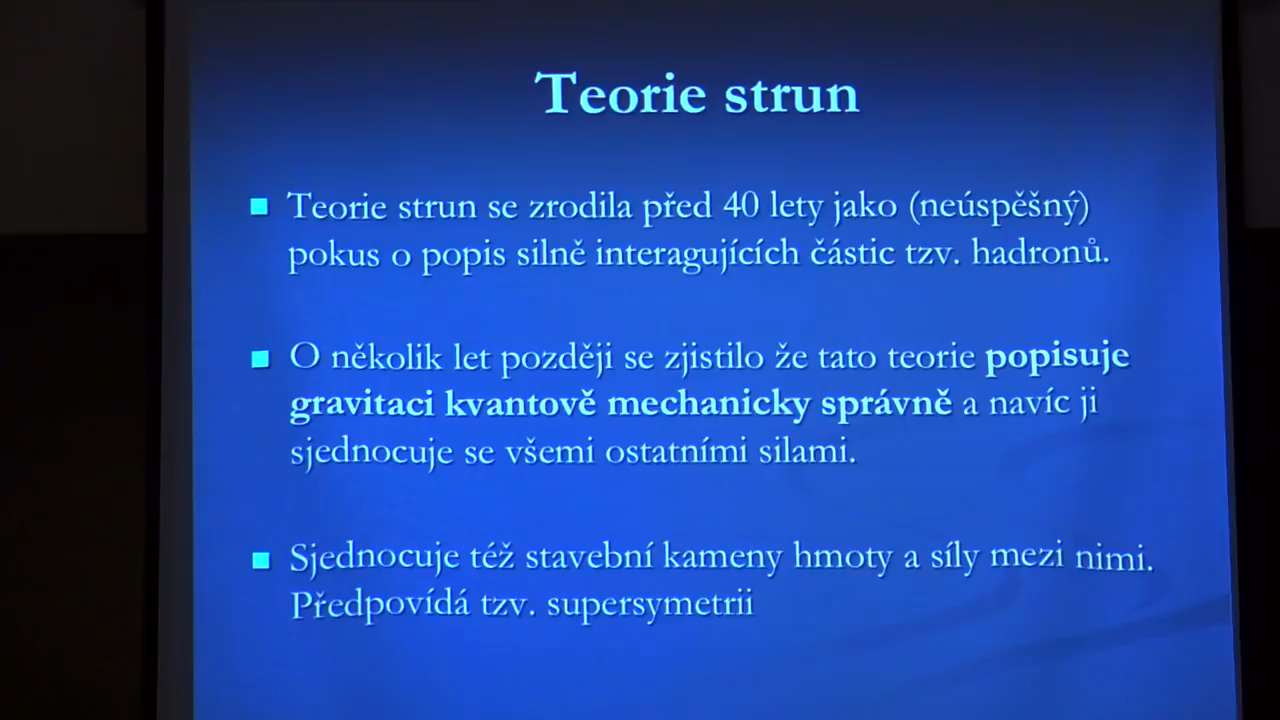 Teorie strun
Teorie strun se zrodila před 40 lety jako (neúspěšný)
pokus o popis silně interagujících částic tzv. hadronů.
O několik let později se zjistilo že tato teorie popisuje
gravitaci kvantově mechanicky správně a navíc ji
sjednocuje se všemi ostatními silami.
Sjednocuje též stavební kameny hmoty a síly mezi nimi.
Předpovídá tzv. supersymetrii